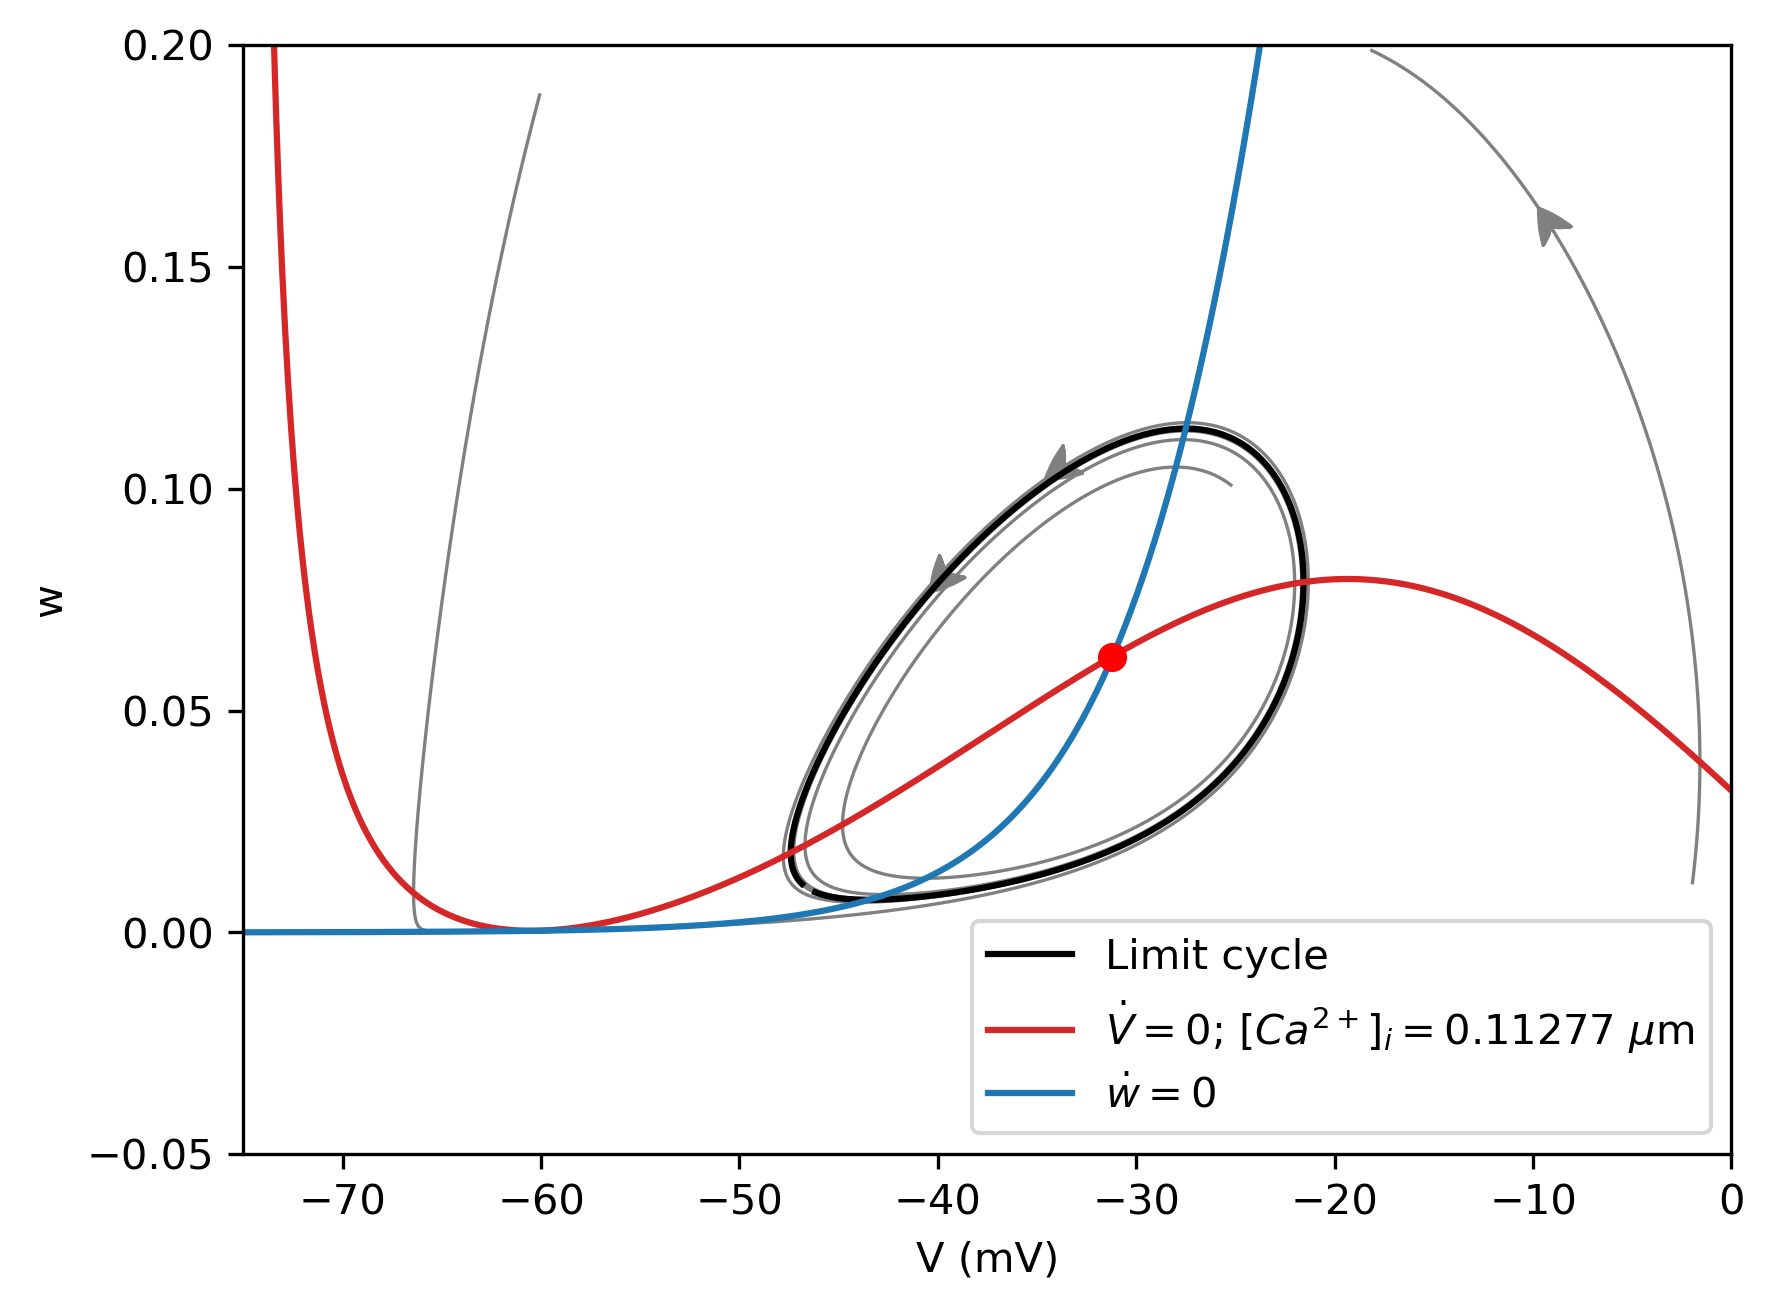 0.20
0.15
0.10
0.05
0.00
−0.05
w
−70 −60 −50 −40 −30 −20 −10 0
V (mV)
Limit cycle
V̇ = 0; [Ca²⁺]ᵢ = 0.11277 μm
ẇ = 0